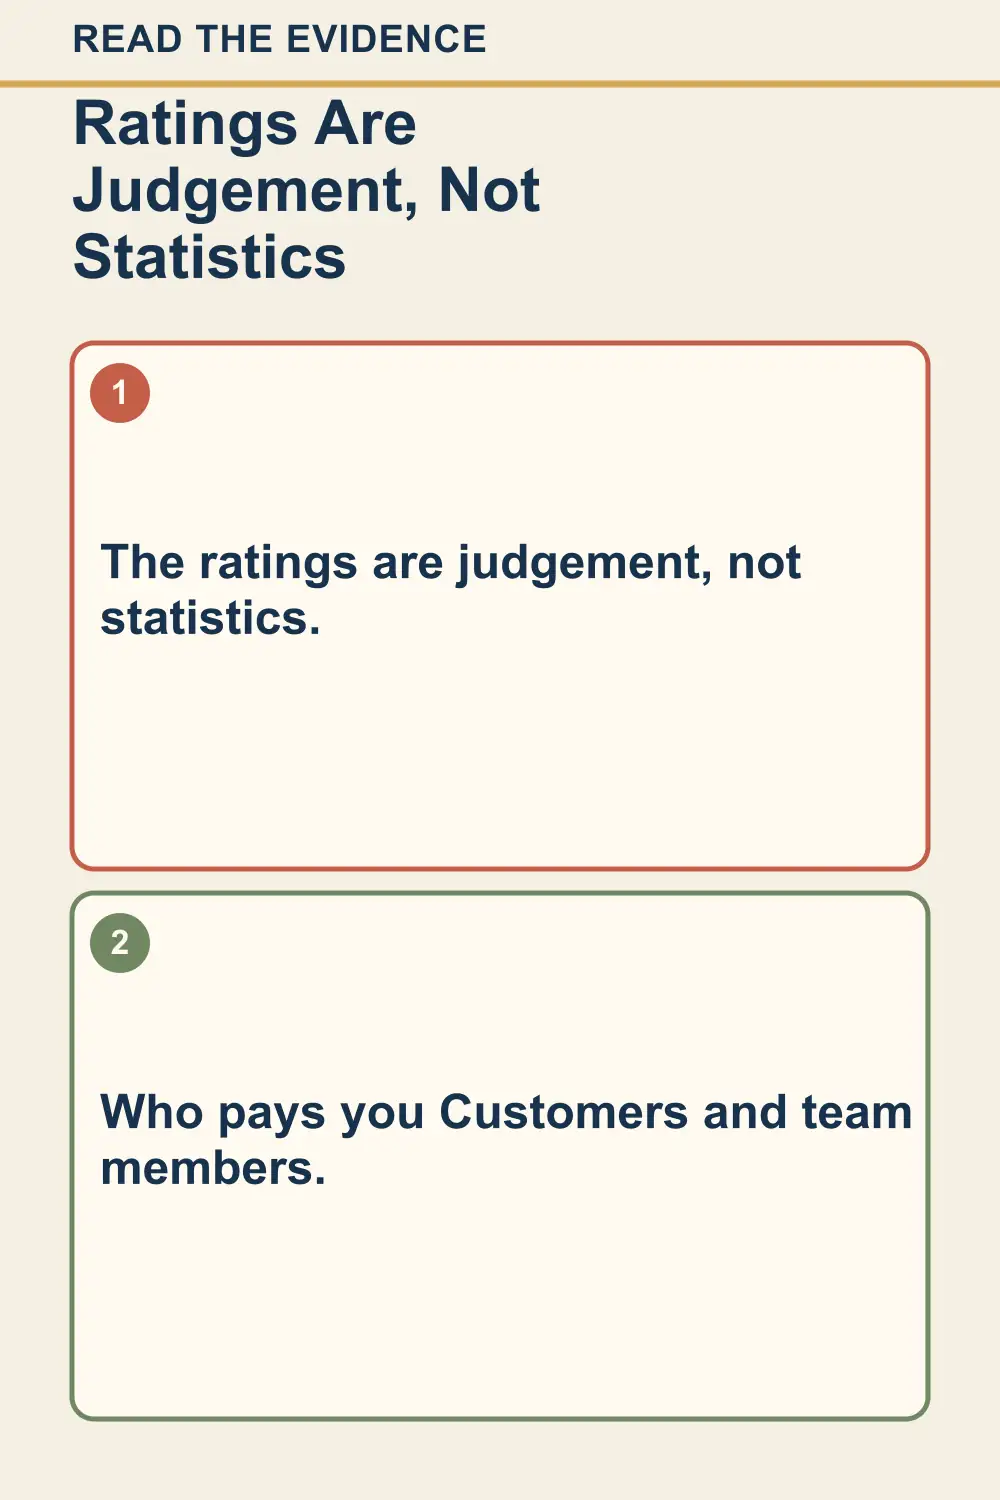 READ THE EVIDENCE
Ratings Are
Judgement, Not
Statistics
1
The ratings are judgement, not
statistics.
2
Who pays you Customers and team
members.